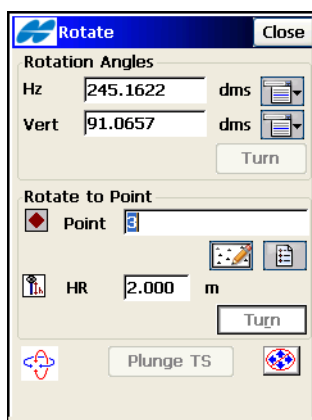 Rotate Close
Rotation Angles
Hz 245.1622 dms
Vert 91.0657 dms
Turn
Rotate to Point
Point 3
HR 2.000 m
Turn
Plunge TS